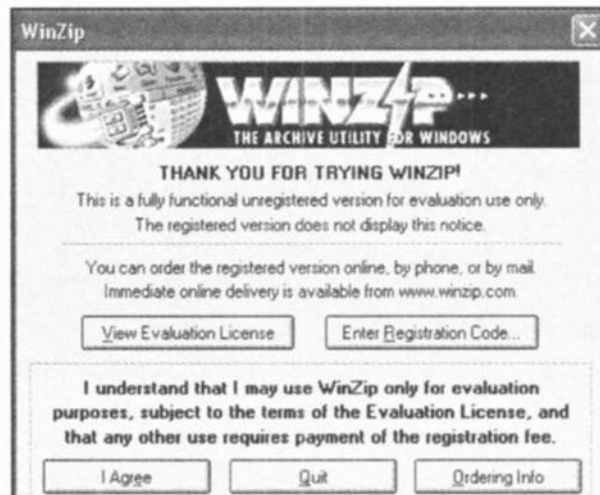 WinZip
WINZIP...
THE ARCHIVE UTILITY FOR WINDOWS
THANK YOU FOR TRYING WINZIP!
This is a fully functional unregistered version for evaluation use only.
The registered version does not display this notice.
You can order the registered version online, by phone, or by mail.
Immediate online delivery is available from www.winzip.com
View Evaluation License Enter Registration Code...
I understand that I may use WinZip only for evaluation
purposes, subject to the terms of the Evaluation License, and
that any other use requires payment of the registration fee.
I Agree Quit Ordering Info